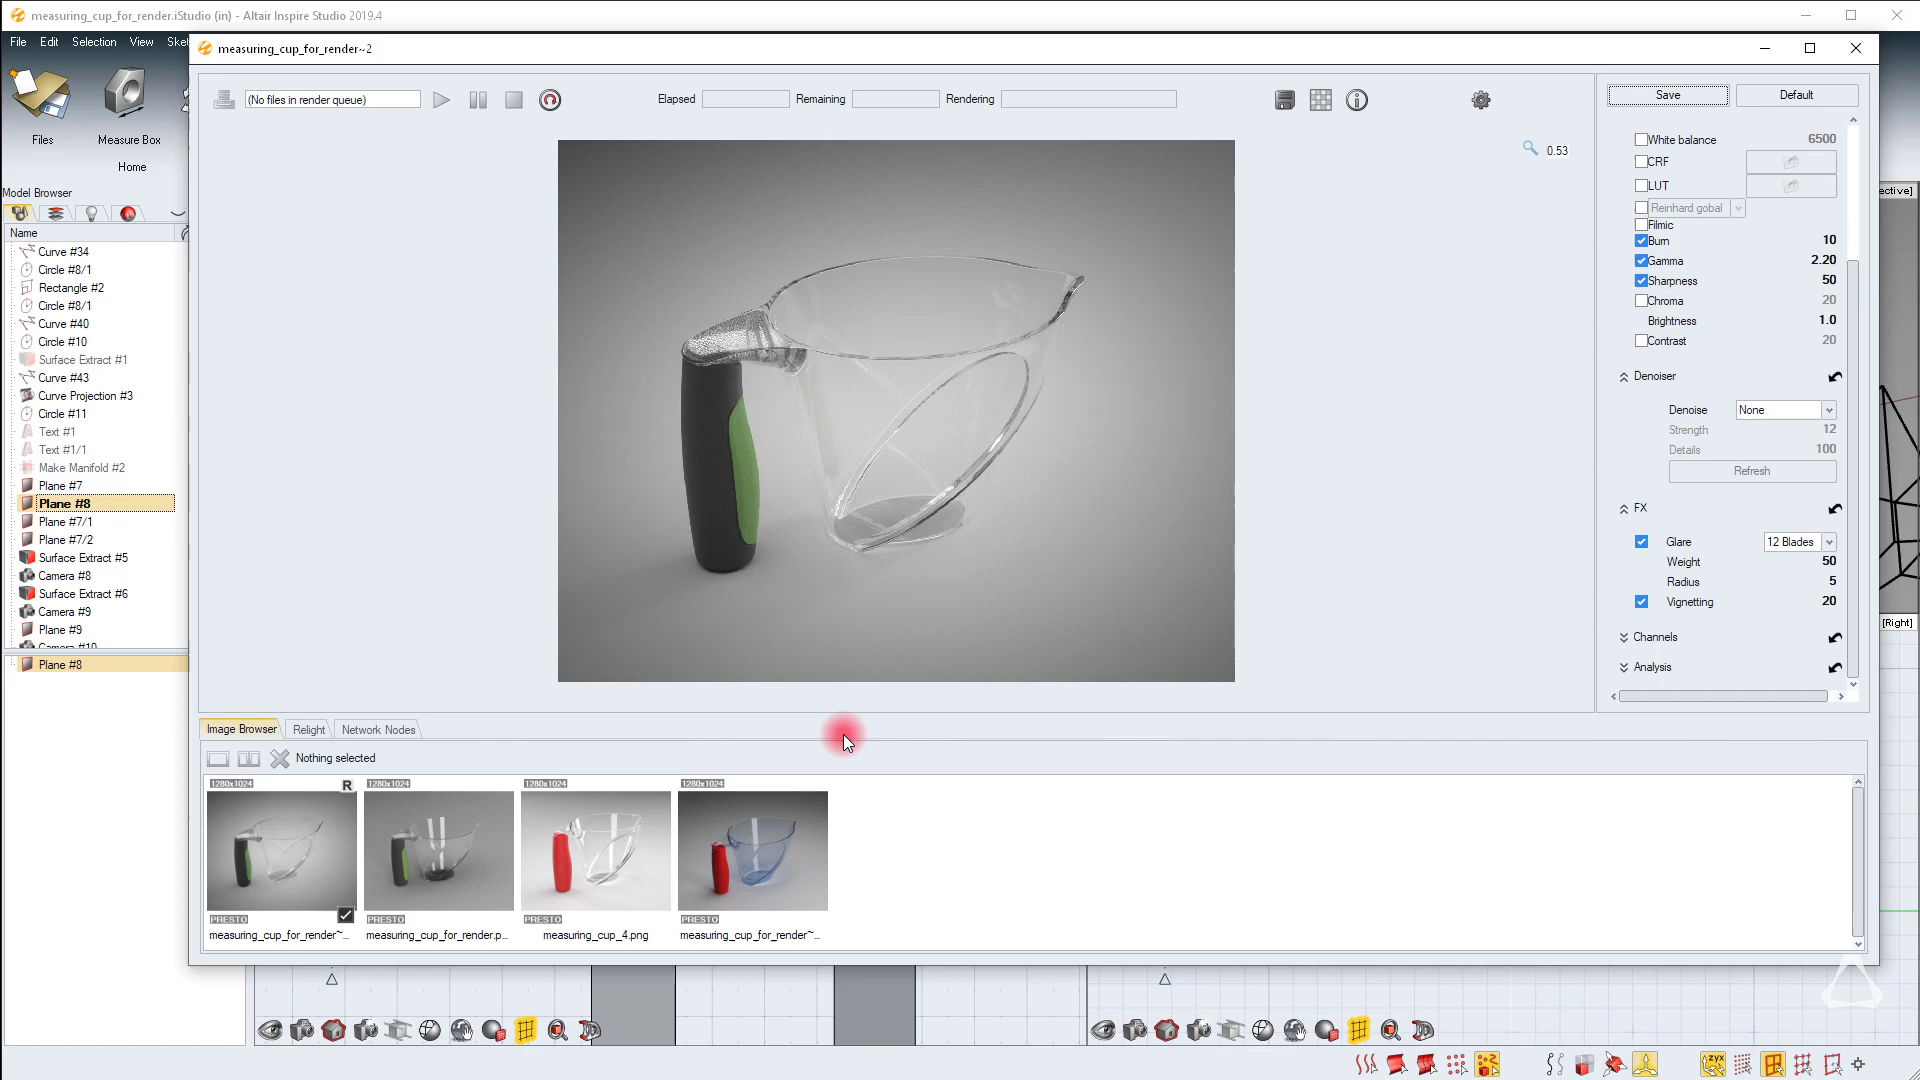 measuring_cup_for_render.iStudio (in) - Altair Inspire Studio 2019.4
File Edit Selection View Sket
measuring_cup_for_render~2
(No files in render queue)
Elapsed
Remaining
Rendering
Save
Default
Files
Measure Box
Home
0.53
White balance 6500
CRF
LUT
Reinhard gobal
Filmic
Burn 10
Gamma 2.20
Sharpness 50
Chroma 20
Brightness 1.0
Contrast 20
Denoiser
Denoise None
Strength 12
Details 100
Refresh
FX
Glare 12 Blades
Weight 50
Radius 5
Vignetting 20
Channels
Analysis
ective]
[Right]
Model Browser
Name
Curve #34
Circle #8/1
Rectangle #2
Circle #8/1
Curve #40
Circle #10
Surface Extract #1
Curve #43
Curve Projection #3
Circle #11
Text #1
Text #1/1
Make Manifold #2
Plane #7
Plane #8
Plane #7/1
Plane #7/2
Surface Extract #5
Camera #8
Surface Extract #6
Camera #9
Plane #9
Camera #10
Plane #8
Image Browser
Relight
Network Nodes
Nothing selected
1280x1024 R
1280x1024
1280x1024
1280x1024
PRESTO
PRESTO
PRESTO
PRESTO
measuring_cup_for_render~...
measuring_cup_for_render.p...
measuring_cup_4.png
measuring_cup_for_render~...
zyx